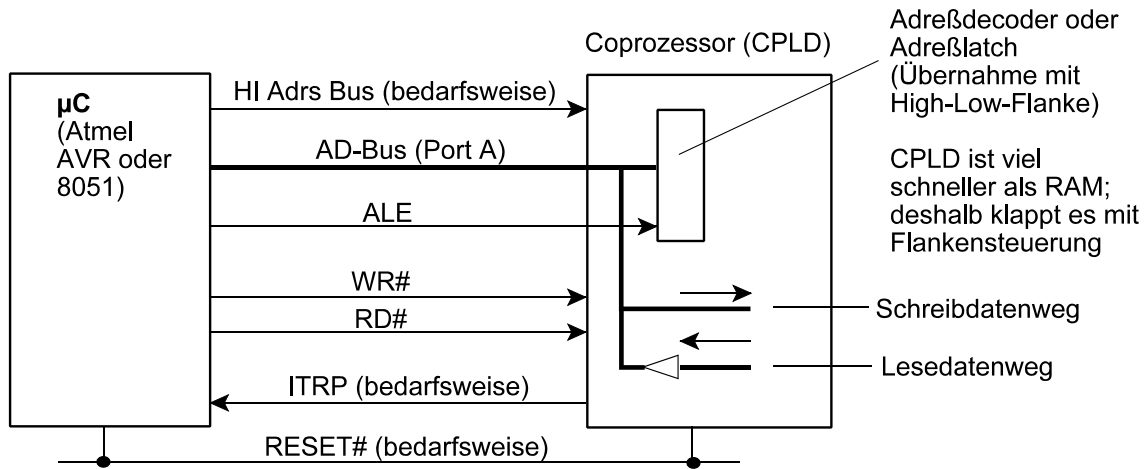 Adreßdecoder oder
Adreßlatch
(Übernahme mit
High-Low-Flanke)
Coprozessor (CPLD)
µC
(Atmel
AVR oder
8051)
HI Adrs Bus (bedarfsweise)
AD-Bus (Port A)
CPLD ist viel
schneller als RAM;
deshalb klappt es mit
Flankensteuerung
ALE
WR#
RD#
Schreibdatenweg
Lesedatenweg
ITRP (bedarfsweise)
RESET# (bedarfsweise)